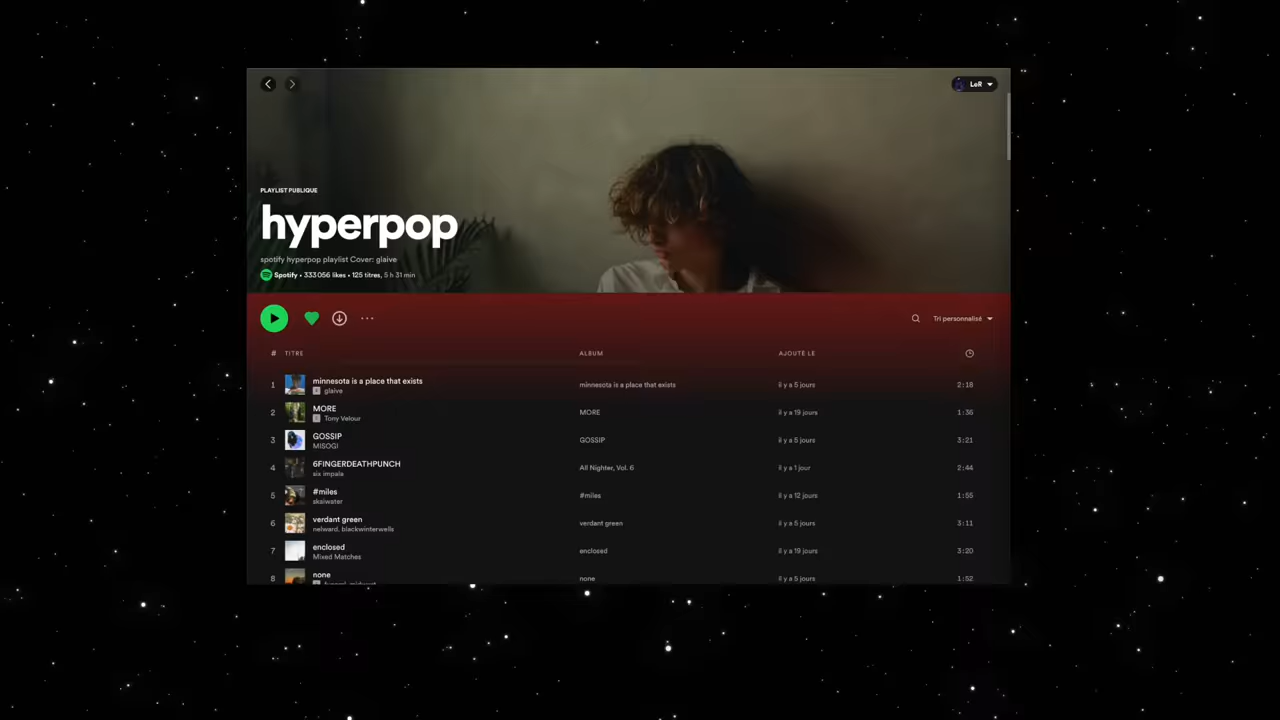 LeR
PLAYLIST PUBLIQUE
hyperpop
spotify hyperpop playlist Cover: glaive
Spotify • 333 056 likes • 125 titres, 5 h 31 min
Tri personnalisé
# TITRE ALBUM AJOUTÉ LE
1 minnesota is a place that exists minnesota is a place that exists il y a 5 jours 2:18
E glaive
2 MORE MORE il y a 19 jours 1:36
E Tony Velour
3 GOSSIP GOSSIP il y a 5 jours 3:21
MISOGI
4 6FINGERDEATHPUNCH All Nighter, Vol. 6 il y a 1 jour 2:44
six impala
5 #miles #miles il y a 12 jours 1:55
sksiwater
6 verdant green verdant green il y a 5 jours 3:11
nelward, blackwinterwells
7 enclosed enclosed il y a 19 jours 3:20
Mixed Matches
8 none none il y a 5 jours 1:52